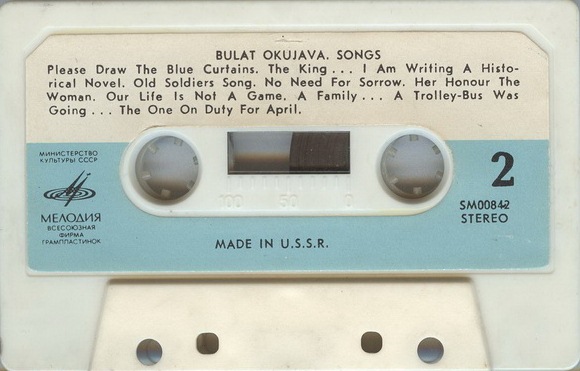 BULAT OKUJAVA. SONGS
Please Draw The Blue Curtains. The King . . . I Am Writing A Histo-
rical Novel. Old Soldiers Song. No Need For Sorrow. Her Honour The
Woman. Our Life Is Not A Game. A Family . . . A Trolley-Bus Was
Going . . . The One On Duty For April.
МИНИСТЕРСТВО
КУЛЬТУРЫ СССР
МЕЛОДИЯ
ВСЕСОЮЗНАЯ
ФИРМА
ГРАМПЛАСТИНОК
100 50 0
2
SM00842
STEREO
MADE IN U.S.S.R.